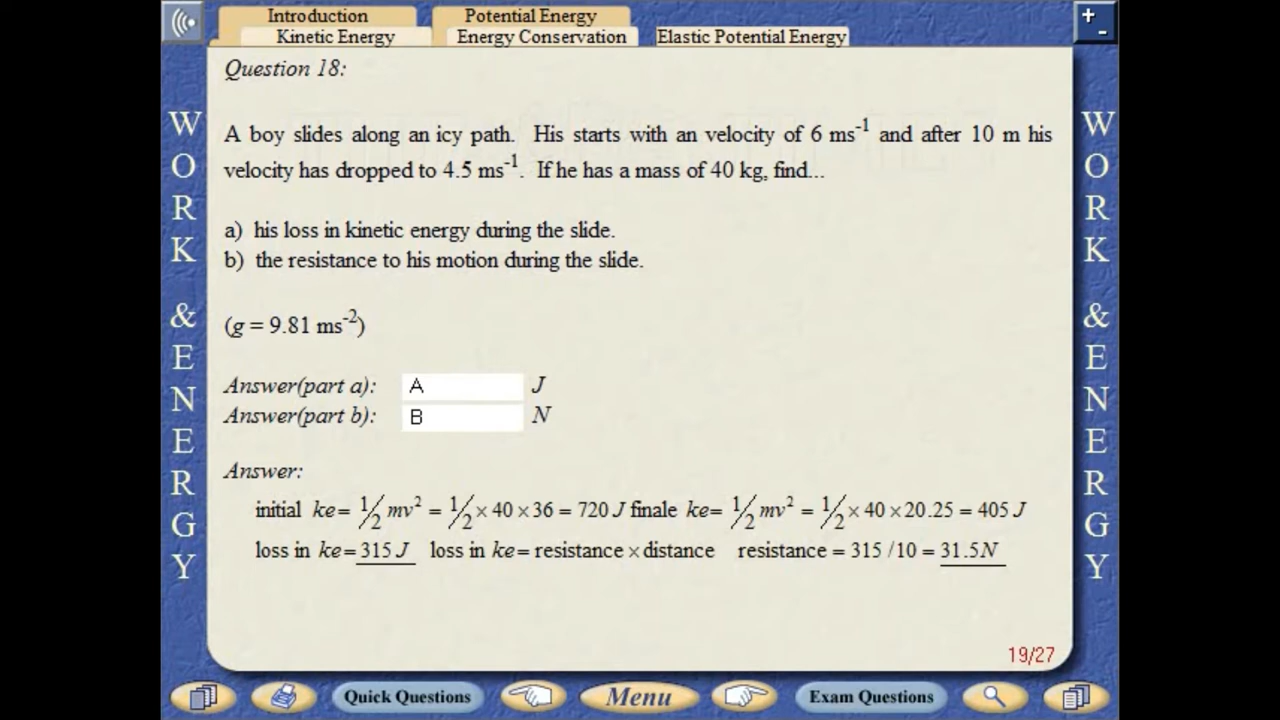 Introduction
Potential Energy
Kinetic Energy
Energy Conservation
Elastic Potential Energy
+
-
WORK & ENERGY
WORK & ENERGY
Question 18:
A boy slides along an icy path. His starts with an velocity of 6 ms⁻¹ and after 10 m his
velocity has dropped to 4.5 ms⁻¹. If he has a mass of 40 kg, find...
a) his loss in kinetic energy during the slide.
b) the resistance to his motion during the slide.
(g = 9.81 ms⁻²)
Answer(part a): A J
Answer(part b): B N
Answer:
initial ke= 1/2 mv² = 1/2 × 40 × 36 = 720 J finale ke= 1/2 mv² = 1/2 × 40 × 20.25 = 405 J
loss in ke= 315 J loss in ke= resistance × distance resistance = 315 /10 = 31.5N
19/27
Quick Questions
Menu
Exam Questions